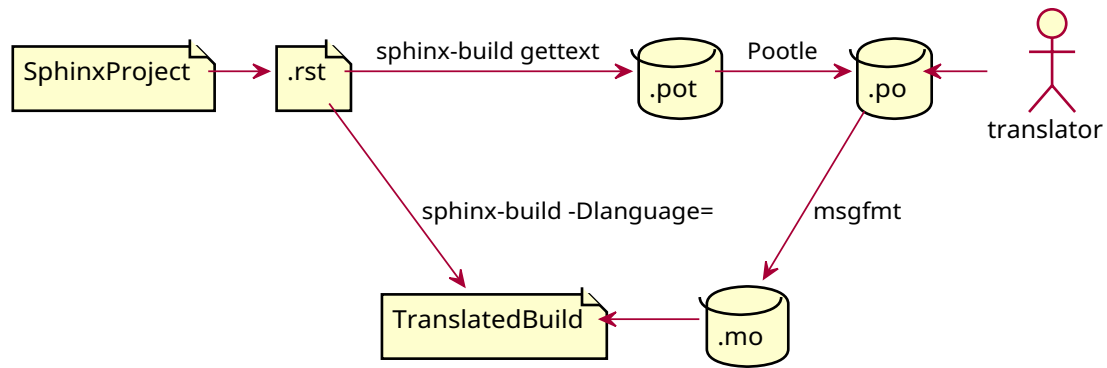 SphinxProject
.rst
sphinx-build gettext
.pot
Pootle
.po
translator
sphinx-build -Dlanguage=
msgfmt
TranslatedBuild
.mo